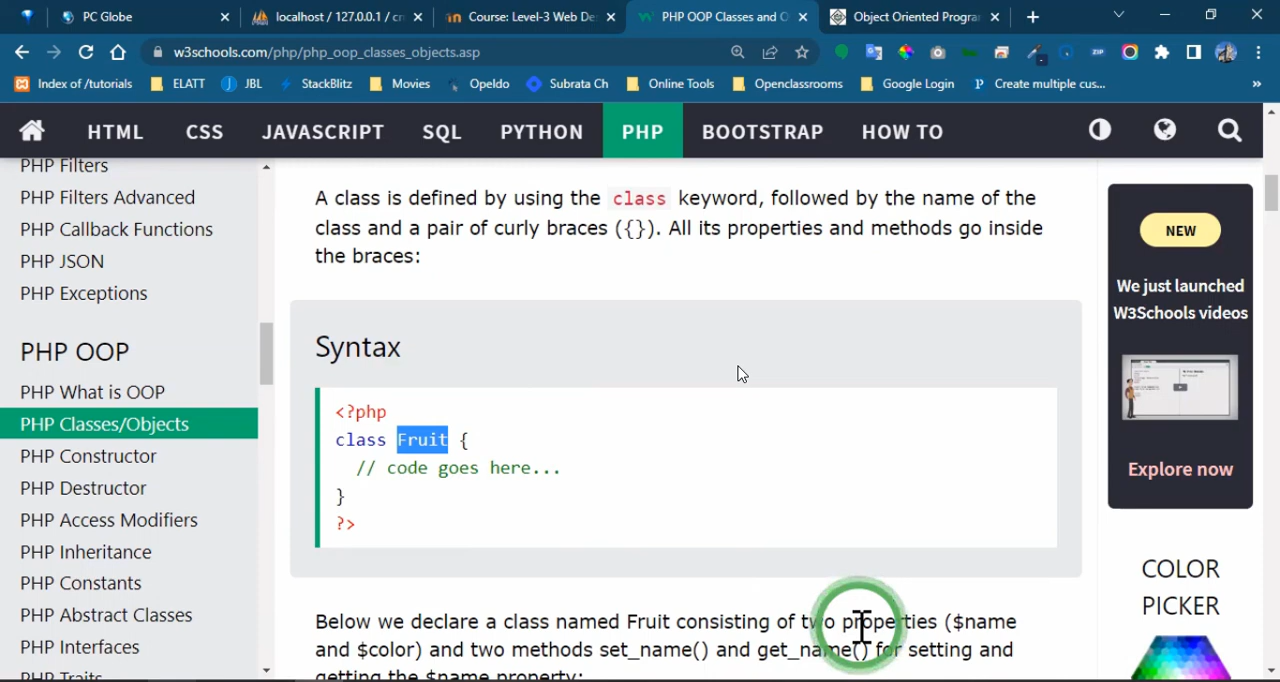 PC Globe
localhost / 127.0.0.1 / cr
Course: Level-3 Web De
PHP OOP Classes and O
Object Oriented Progra
w3schools.com/php/php_oop_classes_objects.asp
Index of /tutorials
ELATT
JBL
StackBlitz
Movies
Opeldo
Subrata Ch
Online Tools
Openclassrooms
Google Login
Create multiple cus...
»
HTML
CSS
JAVASCRIPT
SQL
PYTHON
PHP
BOOTSTRAP
HOW TO
PHP Filters
PHP Filters Advanced
PHP Callback Functions
PHP JSON
PHP Exceptions
PHP OOP
PHP What is OOP
PHP Classes/Objects
PHP Constructor
PHP Destructor
PHP Access Modifiers
PHP Inheritance
PHP Constants
PHP Abstract Classes
PHP Interfaces
PHP Traits
A class is defined by using the class keyword, followed by the name of the
class and a pair of curly braces ({}). All its properties and methods go inside
the braces:
Syntax
<?php
class Fruit {
// code goes here...
}
?>
Below we declare a class named Fruit consisting of two properties ($name
and $color) and two methods set_name() and get_name() for setting and
getting the $name property:
NEW
We just launched
W3Schools videos
Explore now
COLOR
PICKER